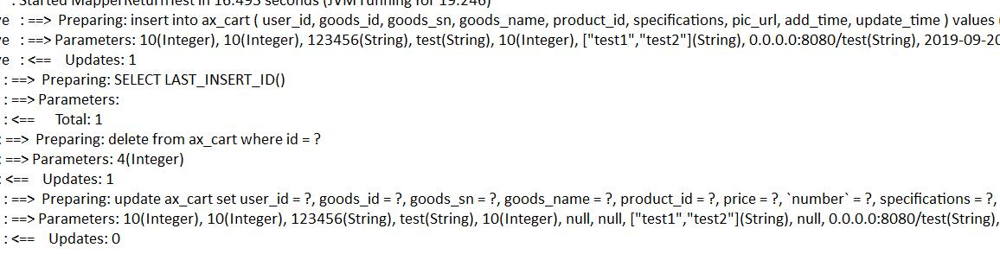 : Started MapperReturnTest in 16.493 seconds (JVM running for 19.246)
ve : ==> Preparing: insert into ax_cart ( user_id, goods_id, goods_sn, goods_name, product_id, specifications, pic_url, add_time, update_time ) values (
ve : ==> Parameters: 10(Integer), 10(Integer), 123456(String), test(String), 10(Integer), ["test1","test2"](String), 0.0.0.0:8080/test(String), 2019-09-20
ve : <== Updates: 1
: ==> Preparing: SELECT LAST_INSERT_ID()
: ==> Parameters:
: <== Total: 1
: ==> Preparing: delete from ax_cart where id = ?
: ==> Parameters: 4(Integer)
: <== Updates: 1
: ==> Preparing: update ax_cart set user_id = ?, goods_id = ?, goods_sn = ?, goods_name = ?, product_id = ?, price = ?, `number` = ?, specifications = ?,
: ==> Parameters: 10(Integer), 10(Integer), 123456(String), test(String), 10(Integer), null, null, ["test1","test2"](String), null, 0.0.0.0:8080/test(String),
: <== Updates: 0